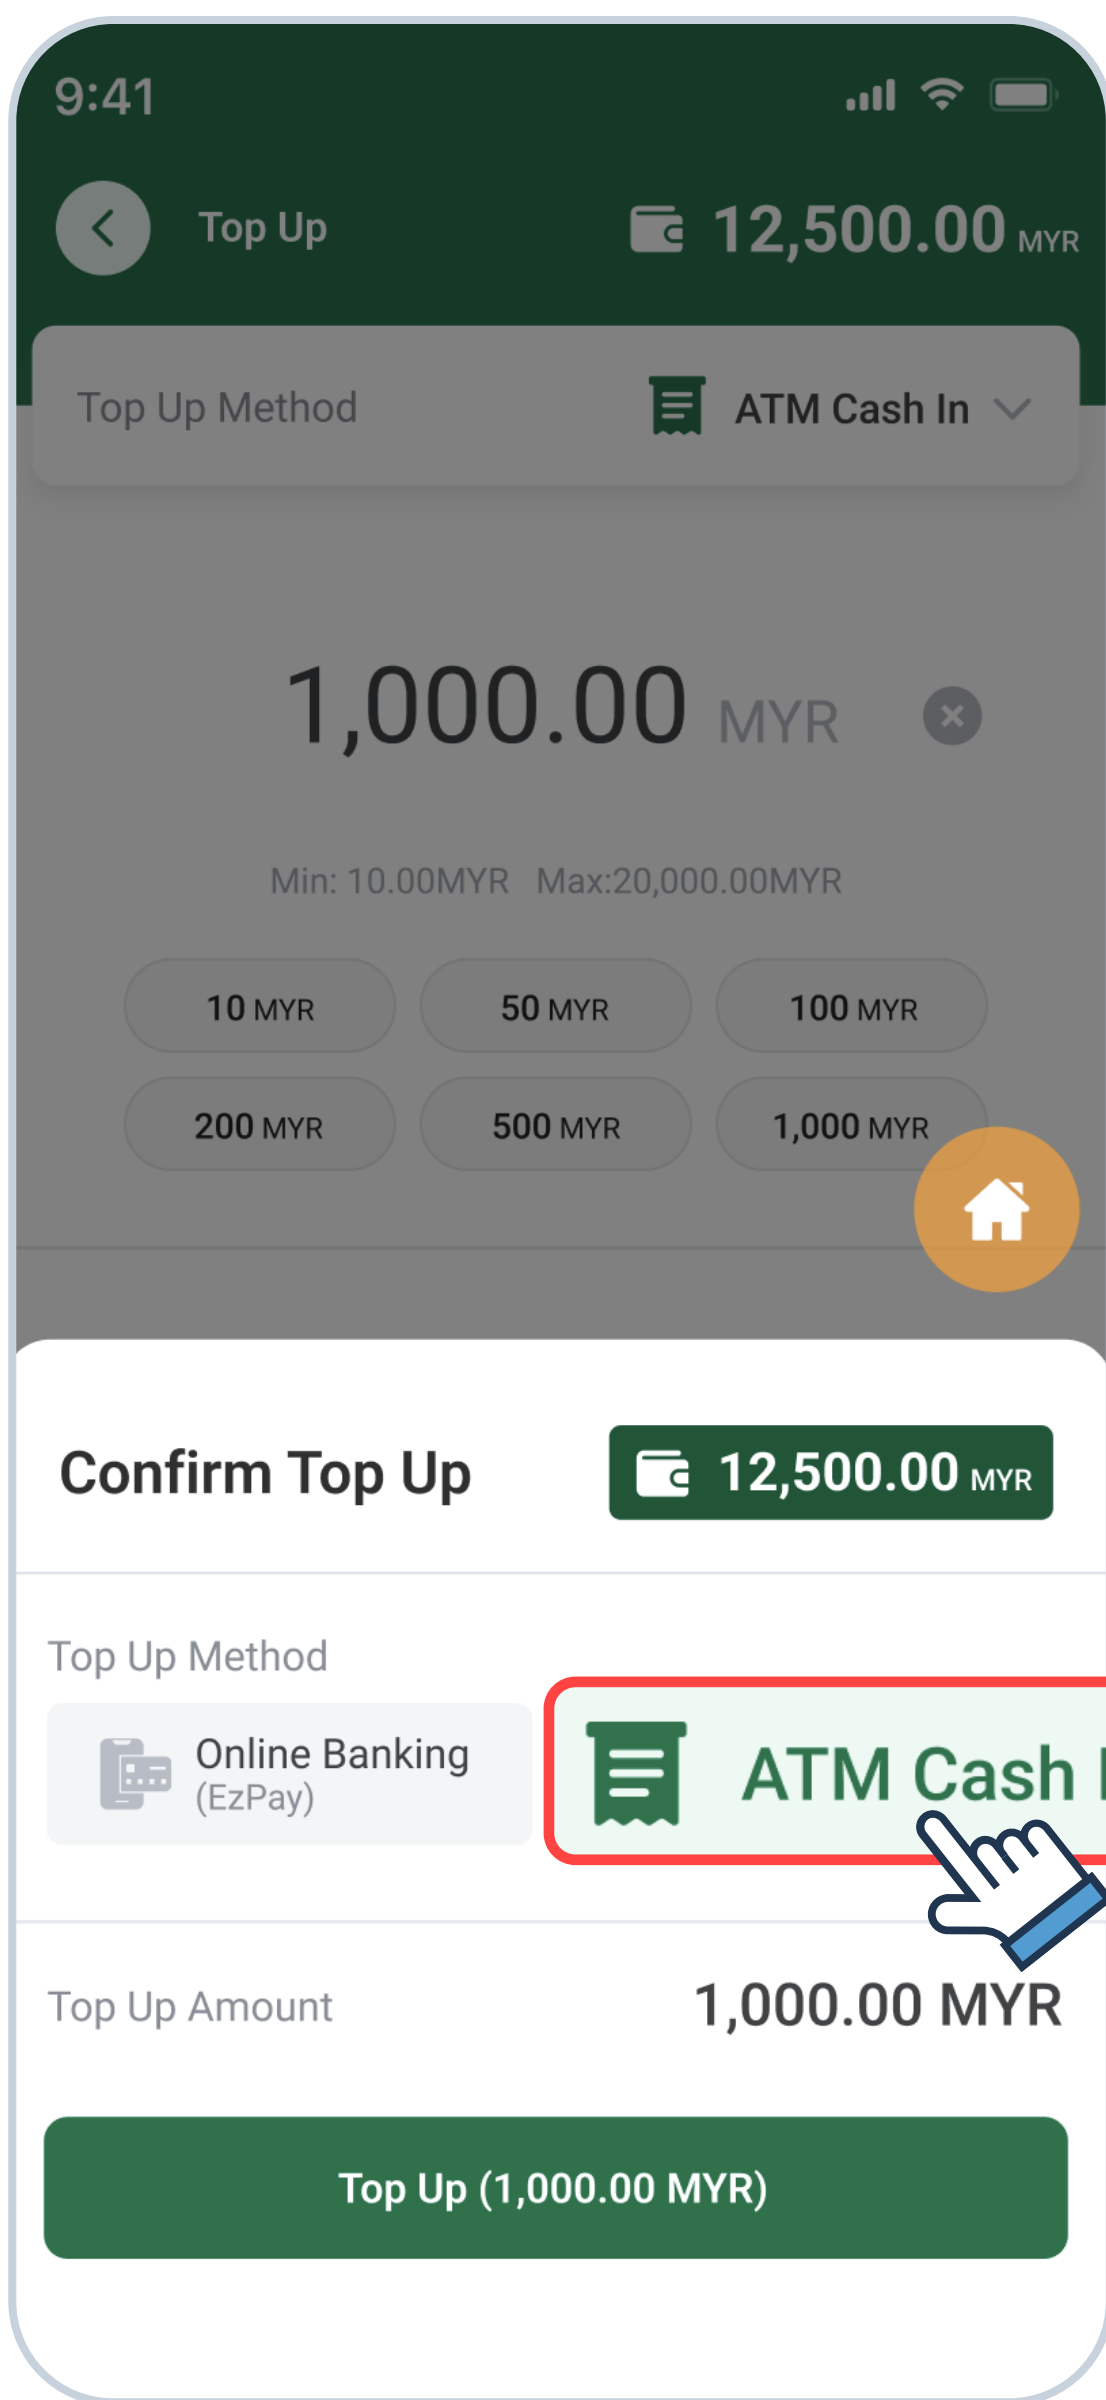 9:41
Top Up 12,500.00 MYR
Top Up Method ATM Cash In
1,000.00 MYR
Min: 10.00MYR Max:20,000.00MYR
10 MYR 50 MYR 100 MYR
200 MYR 500 MYR 1,000 MYR
Confirm Top Up 12,500.00 MYR
Top Up Method
Online Banking
(EzPay)
ATM Cash
Top Up Amount 1,000.00 MYR
Top Up (1,000.00 MYR)